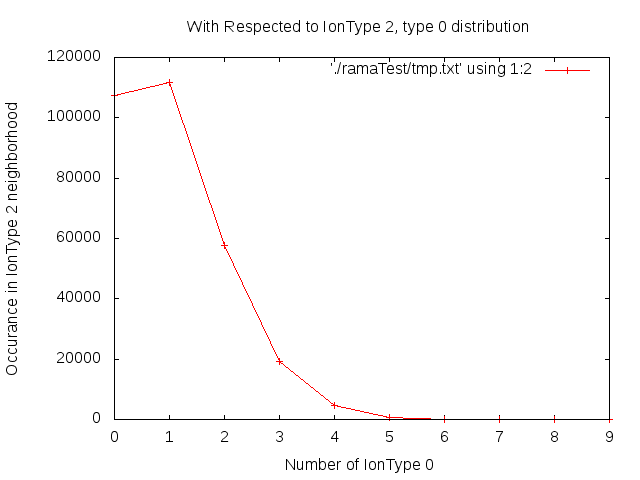 With Respected to IonType 2, type 0 distribution
'./ramaTest/tmp.txt' using 1:2
120000
100000
80000
60000
40000
20000
0
Occurance in IonType 2 neighborhood
0 1 2 3 4 5 6 7 8 9
Number of IonType 0